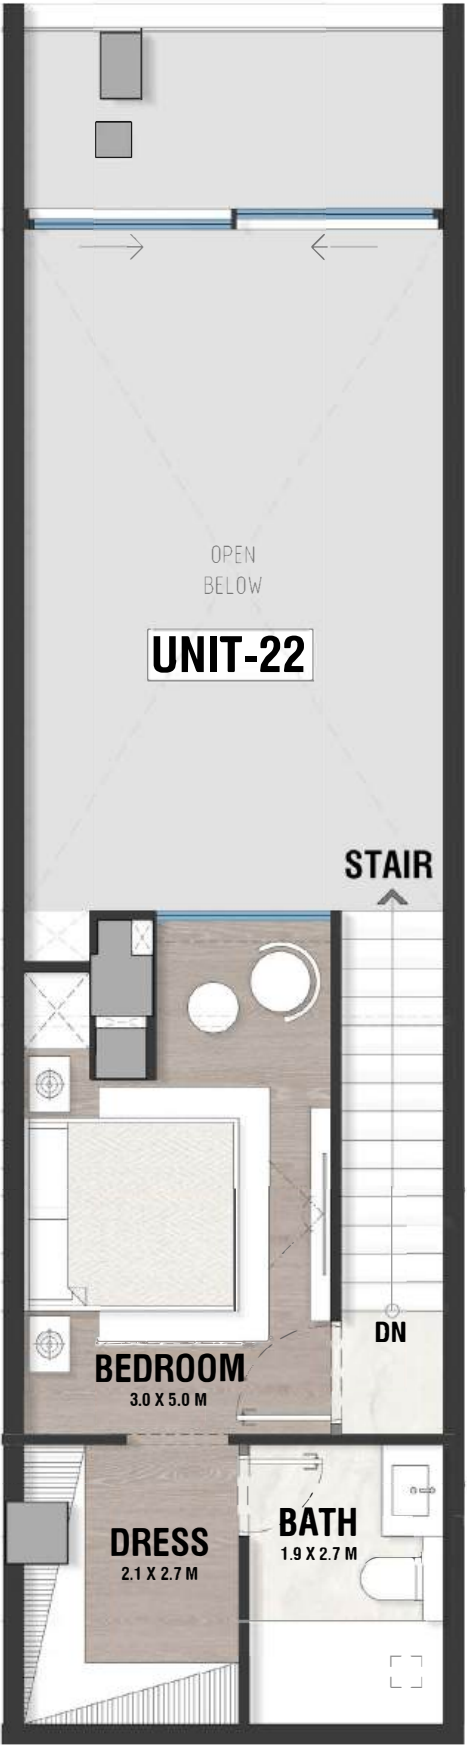 OPEN
BELOW
UNIT-22
STAIR
DN
BEDROOM
3.0 X 5.0 M
DRESS
2.1 X 2.7 M
BATH
1.9 X 2.7 M